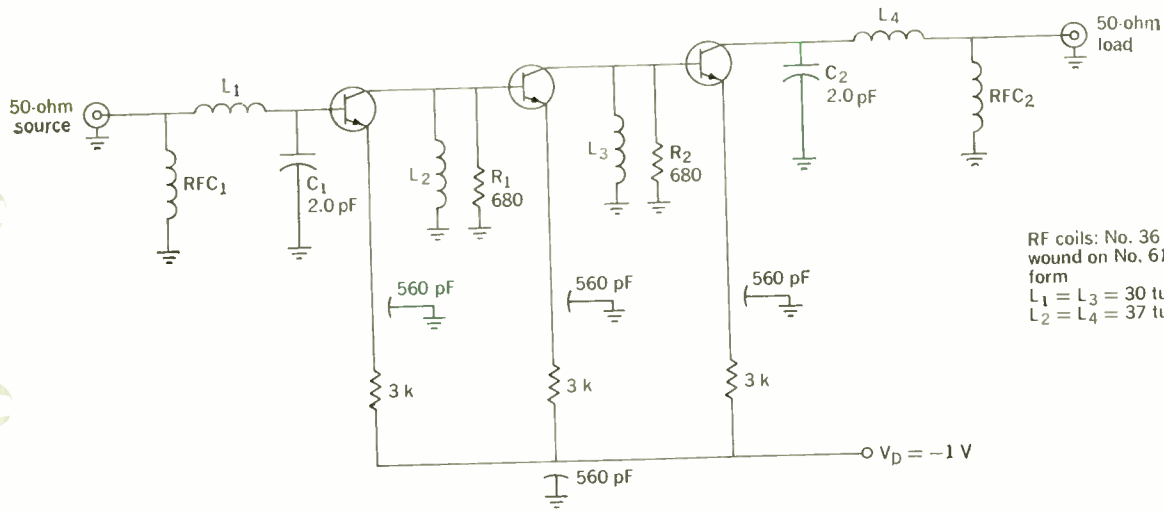 50-ohm
source
L1
RFC1
C1
2.0 pF
L2
R1
680
L3
R2
680
C2
2.0 pF
L4
RFC2
50-ohm
load
560 pF
560 pF
560 pF
3 k
3 k
3 k
560 pF
VD = −1 V
RF coils: No. 36
wound on No. 61
form
L1 = L3 = 30
L2 = L4 = 37